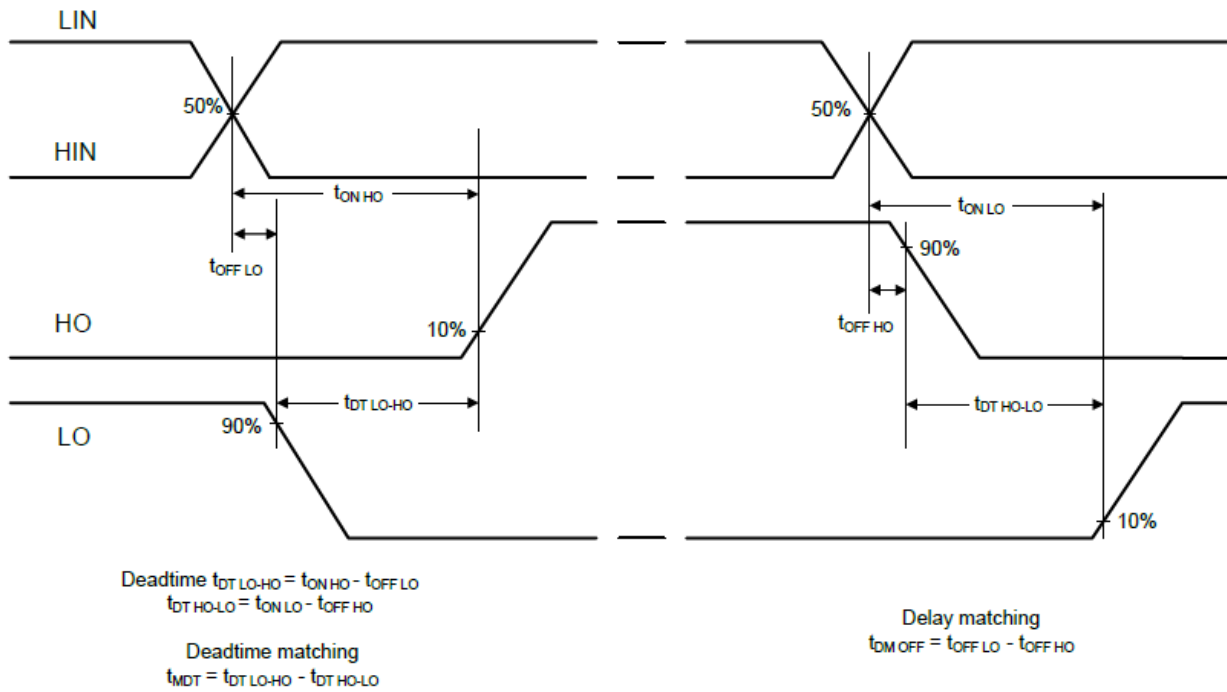 LIN
50%
50%
HIN
tON HO
tON LO
tOFF LO
90%
HO
10%
tOFF HO
tDT LO-HO
tDT HO-LO
90%
LO
10%
Deadtime tDT LO-HO = tON HO - tOFF LO
tDT HO-LO = tON LO - tOFF HO
Deadtime matching
tMDT = tDT LO-HO - tDT HO-LO
Delay matching
tDM OFF = tOFF LO - tOFF HO